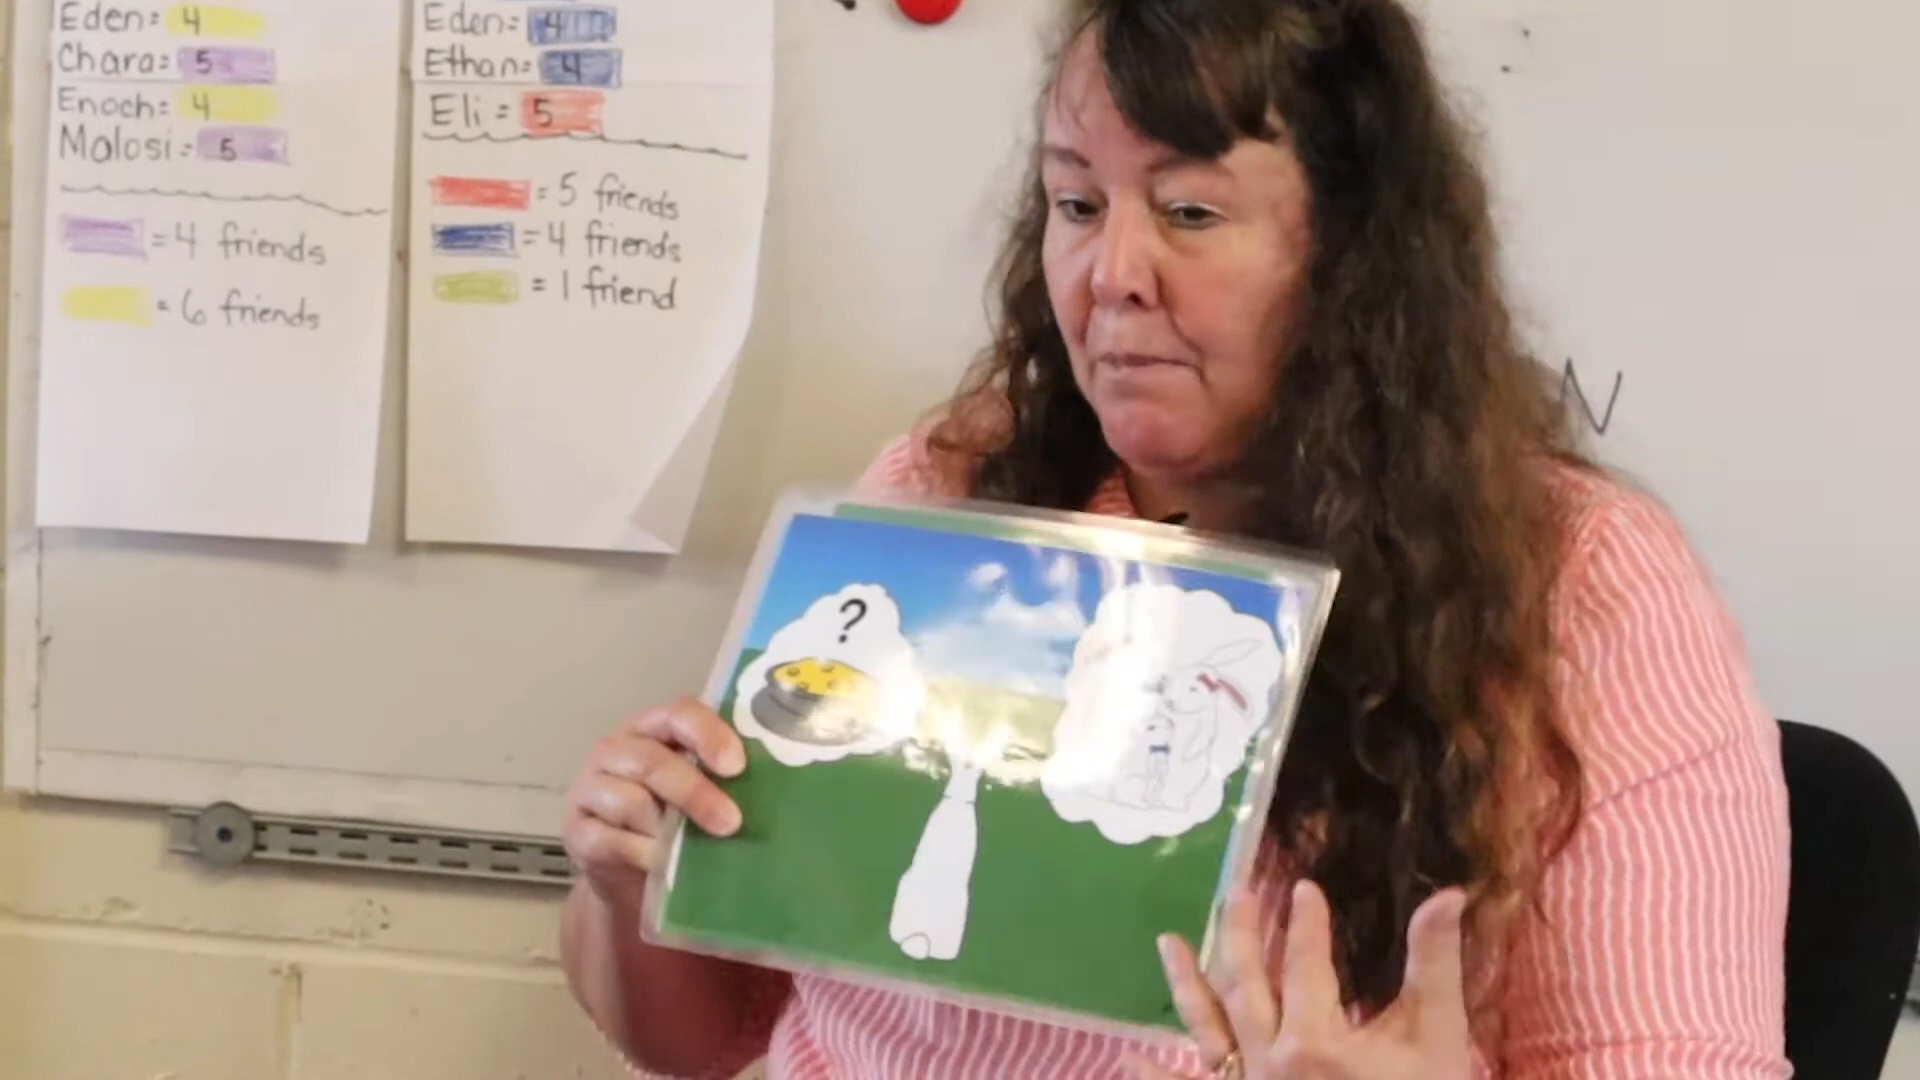 Eden= 4
Chara= 5
Enoch= 4
Malosi= 5
= 4 friends
= 6 friends
Eden= 4
Ethan= 4
Eli = 5
= 5 friends
= 4 friends
= 1 friend
?
N